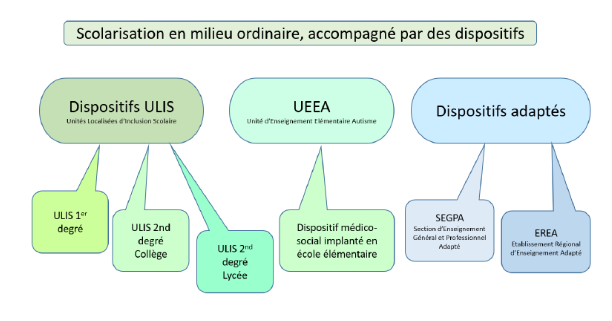 Scolarisation en milieu ordinaire, accompagné par des dispositifs
Dispositifs ULIS
Unités Localisées d'Inclusion Scolaire
UEEA
Unité d'Enseignement Elémentaire Autisme
Dispositifs adaptés
ULIS 1er
degré
ULIS 2nd
degré
Collège
ULIS 2nd
degré
Lycée
Dispositif médico-
social implanté en
école élémentaire
SEGPA
Section d'Enseignement
Général et Professionnel
Adapté
EREA
Etablissement Régional
d'Enseignement Adapté